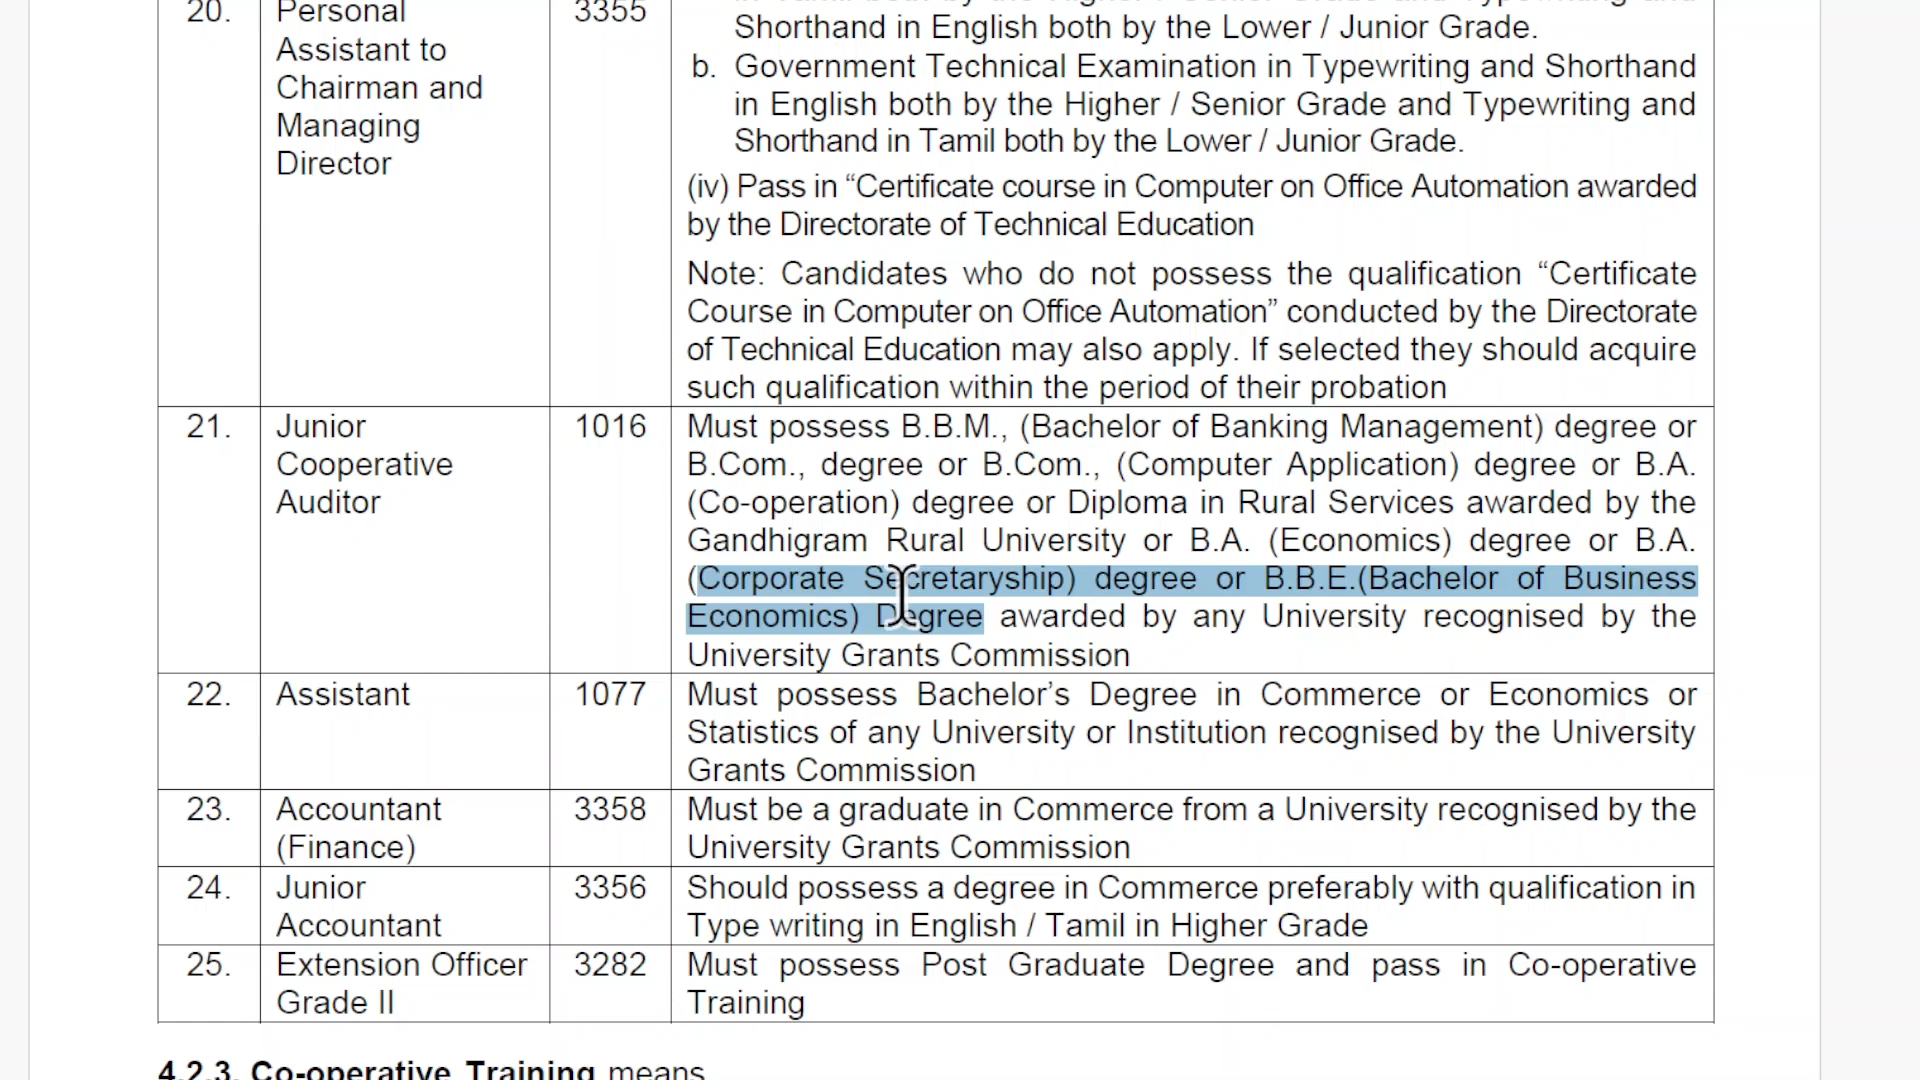 20.
Personal
Assistant to
Chairman and
Managing
Director
3355
in Tamil both by the Higher / Senior Grade and Typewriting and
Shorthand in English both by the Lower / Junior Grade.
b. Government Technical Examination in Typewriting and Shorthand
in English both by the Higher / Senior Grade and Typewriting and
Shorthand in Tamil both by the Lower / Junior Grade.
(iv) Pass in “Certificate course in Computer on Office Automation awarded
by the Directorate of Technical Education
Note: Candidates who do not possess the qualification “Certificate
Course in Computer on Office Automation” conducted by the Directorate
of Technical Education may also apply. If selected they should acquire
such qualification within the period of their probation
21.
Junior
Cooperative
Auditor
1016
Must possess B.B.M., (Bachelor of Banking Management) degree or
B.Com., degree or B.Com., (Computer Application) degree or B.A.
(Co-operation) degree or Diploma in Rural Services awarded by the
Gandhigram Rural University or B.A. (Economics) degree or B.A.
(Corporate Secretaryship) degree or B.B.E.(Bachelor of Business
Economics) Degree awarded by any University recognised by the
University Grants Commission
22.
Assistant
1077
Must possess Bachelor’s Degree in Commerce or Economics or
Statistics of any University or Institution recognised by the University
Grants Commission
23.
Accountant
(Finance)
3358
Must be a graduate in Commerce from a University recognised by the
University Grants Commission
24.
Junior
Accountant
3356
Should possess a degree in Commerce preferably with qualification in
Type writing in English / Tamil in Higher Grade
25.
Extension Officer
Grade II
3282
Must possess Post Graduate Degree and pass in Co-operative
Training
4.2.3. Co-operative Training means